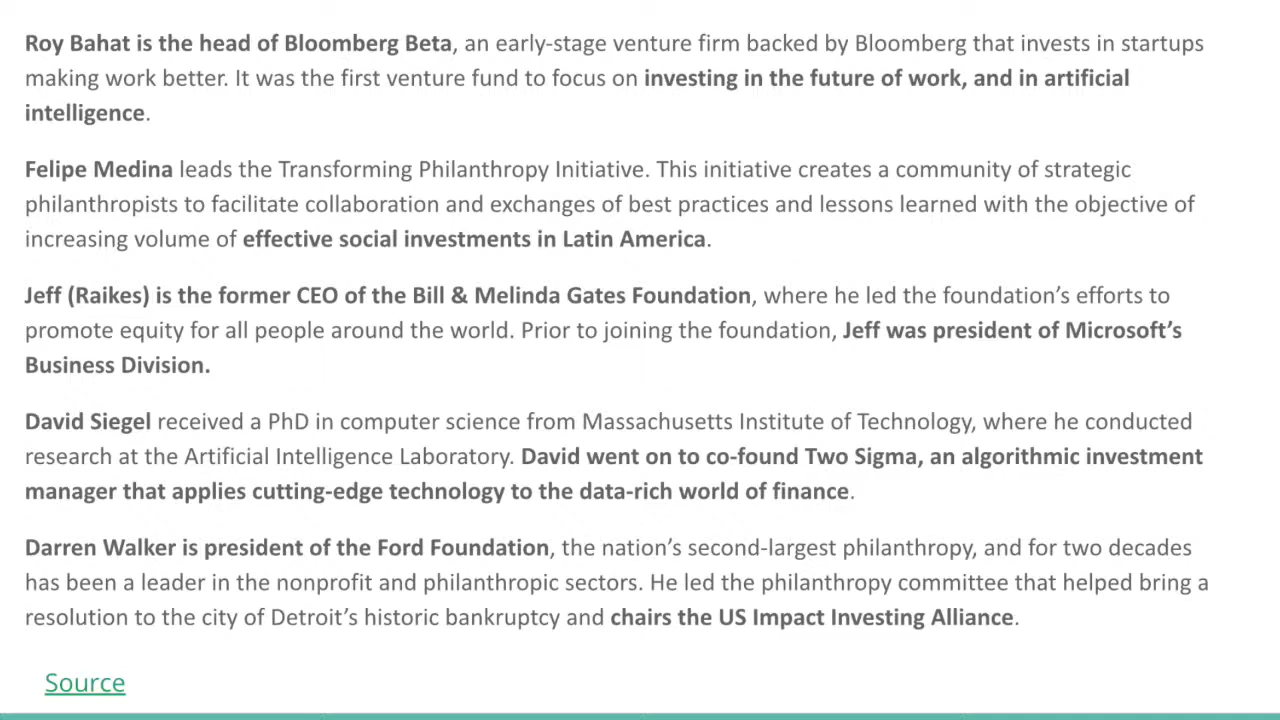 Roy Bahat is the head of Bloomberg Beta, an early-stage venture firm backed by Bloomberg that invests in startups
making work better. It was the first venture fund to focus on investing in the future of work, and in artificial
intelligence.
Felipe Medina leads the Transforming Philanthropy Initiative. This initiative creates a community of strategic
philanthropists to facilitate collaboration and exchanges of best practices and lessons learned with the objective of
increasing volume of effective social investments in Latin America.
Jeff (Raikes) is the former CEO of the Bill & Melinda Gates Foundation, where he led the foundation’s efforts to
promote equity for all people around the world. Prior to joining the foundation, Jeff was president of Microsoft’s
Business Division.
David Siegel received a PhD in computer science from Massachusetts Institute of Technology, where he conducted
research at the Artificial Intelligence Laboratory. David went on to co-found Two Sigma, an algorithmic investment
manager that applies cutting-edge technology to the data-rich world of finance.
Darren Walker is president of the Ford Foundation, the nation’s second-largest philanthropy, and for two decades
has been a leader in the nonprofit and philanthropic sectors. He led the philanthropy committee that helped bring a
resolution to the city of Detroit’s historic bankruptcy and chairs the US Impact Investing Alliance.
Source